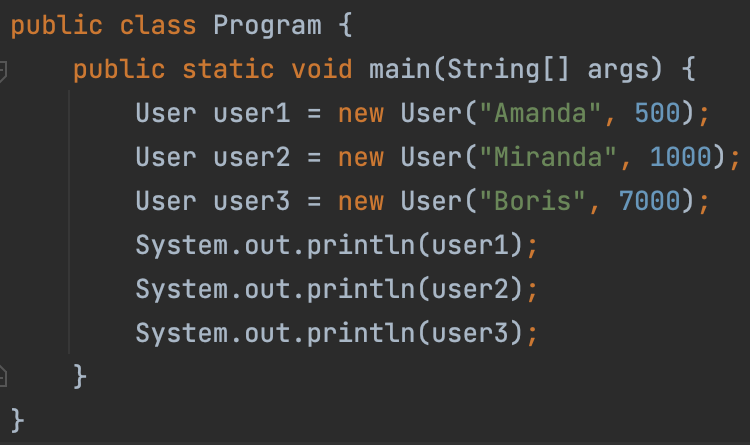 public class Program {
    public static void main(String[] args) {
        User user1 = new User("Amanda", 500);
        User user2 = new User("Miranda", 1000);
        User user3 = new User("Boris", 7000);
        System.out.println(user1);
        System.out.println(user2);
        System.out.println(user3);
    }
}